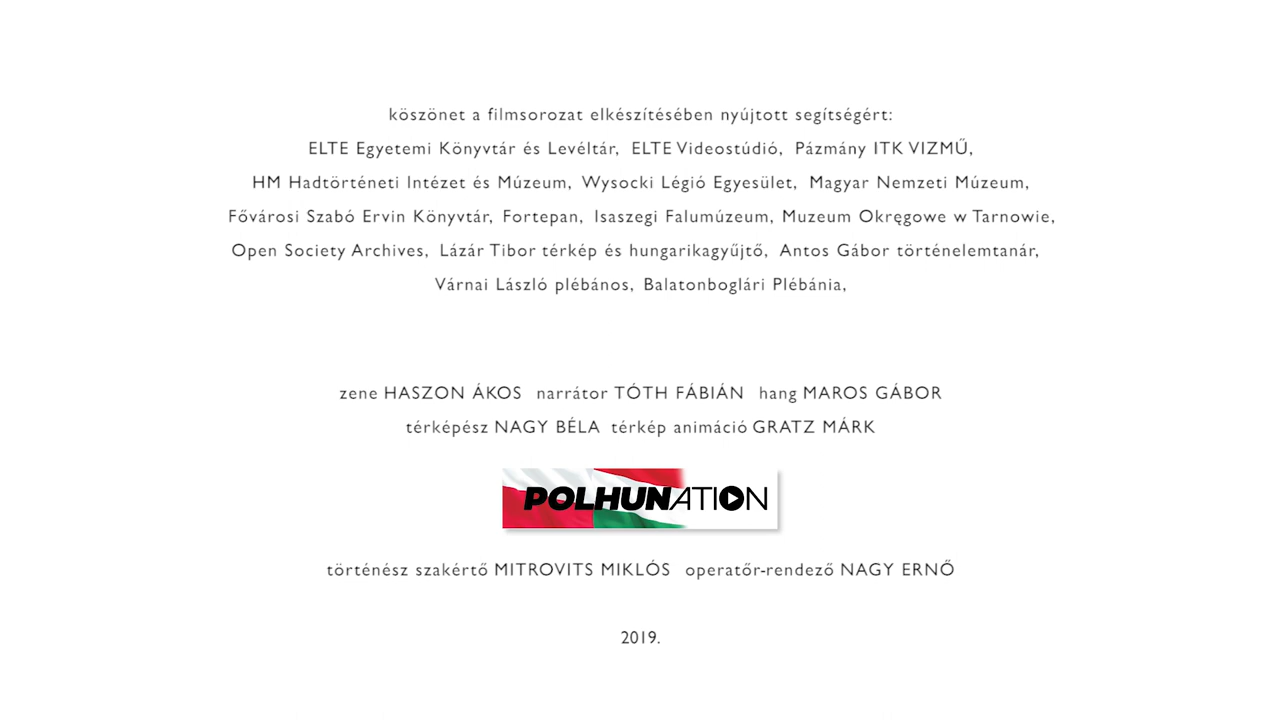 köszönet a filmsorozat elkészítésében nyújtott segítségért:
ELTE Egyetemi Könyvtár és Levéltár, ELTE Videostúdió, Pázmány ITK VIZMŰ,
HM Hadtörténeti Intézet és Múzeum, Wysocki Légió Egyesület, Magyar Nemzeti Múzeum,
Fővárosi Szabó Ervin Könyvtár, Fortepan, Isaszegi Falumúzeum, Muzeum Okręgowe w Tarnowie,
Open Society Archives, Lázár Tibor térkép és hungarikagyűjtő, Antos Gábor történelemtanár,
Várnai László plébános, Balatonboglári Plébánia,
zene HASZON ÁKOS narrátor TÓTH FÁBIÁN hang MAROS GÁBOR
térképész NAGY BÉLA térkép animáció GRATZ MÁRK
POLHUNATION
történész szakértő MITROVITS MIKLÓS operatőr-rendező NAGY ERNŐ
2019.